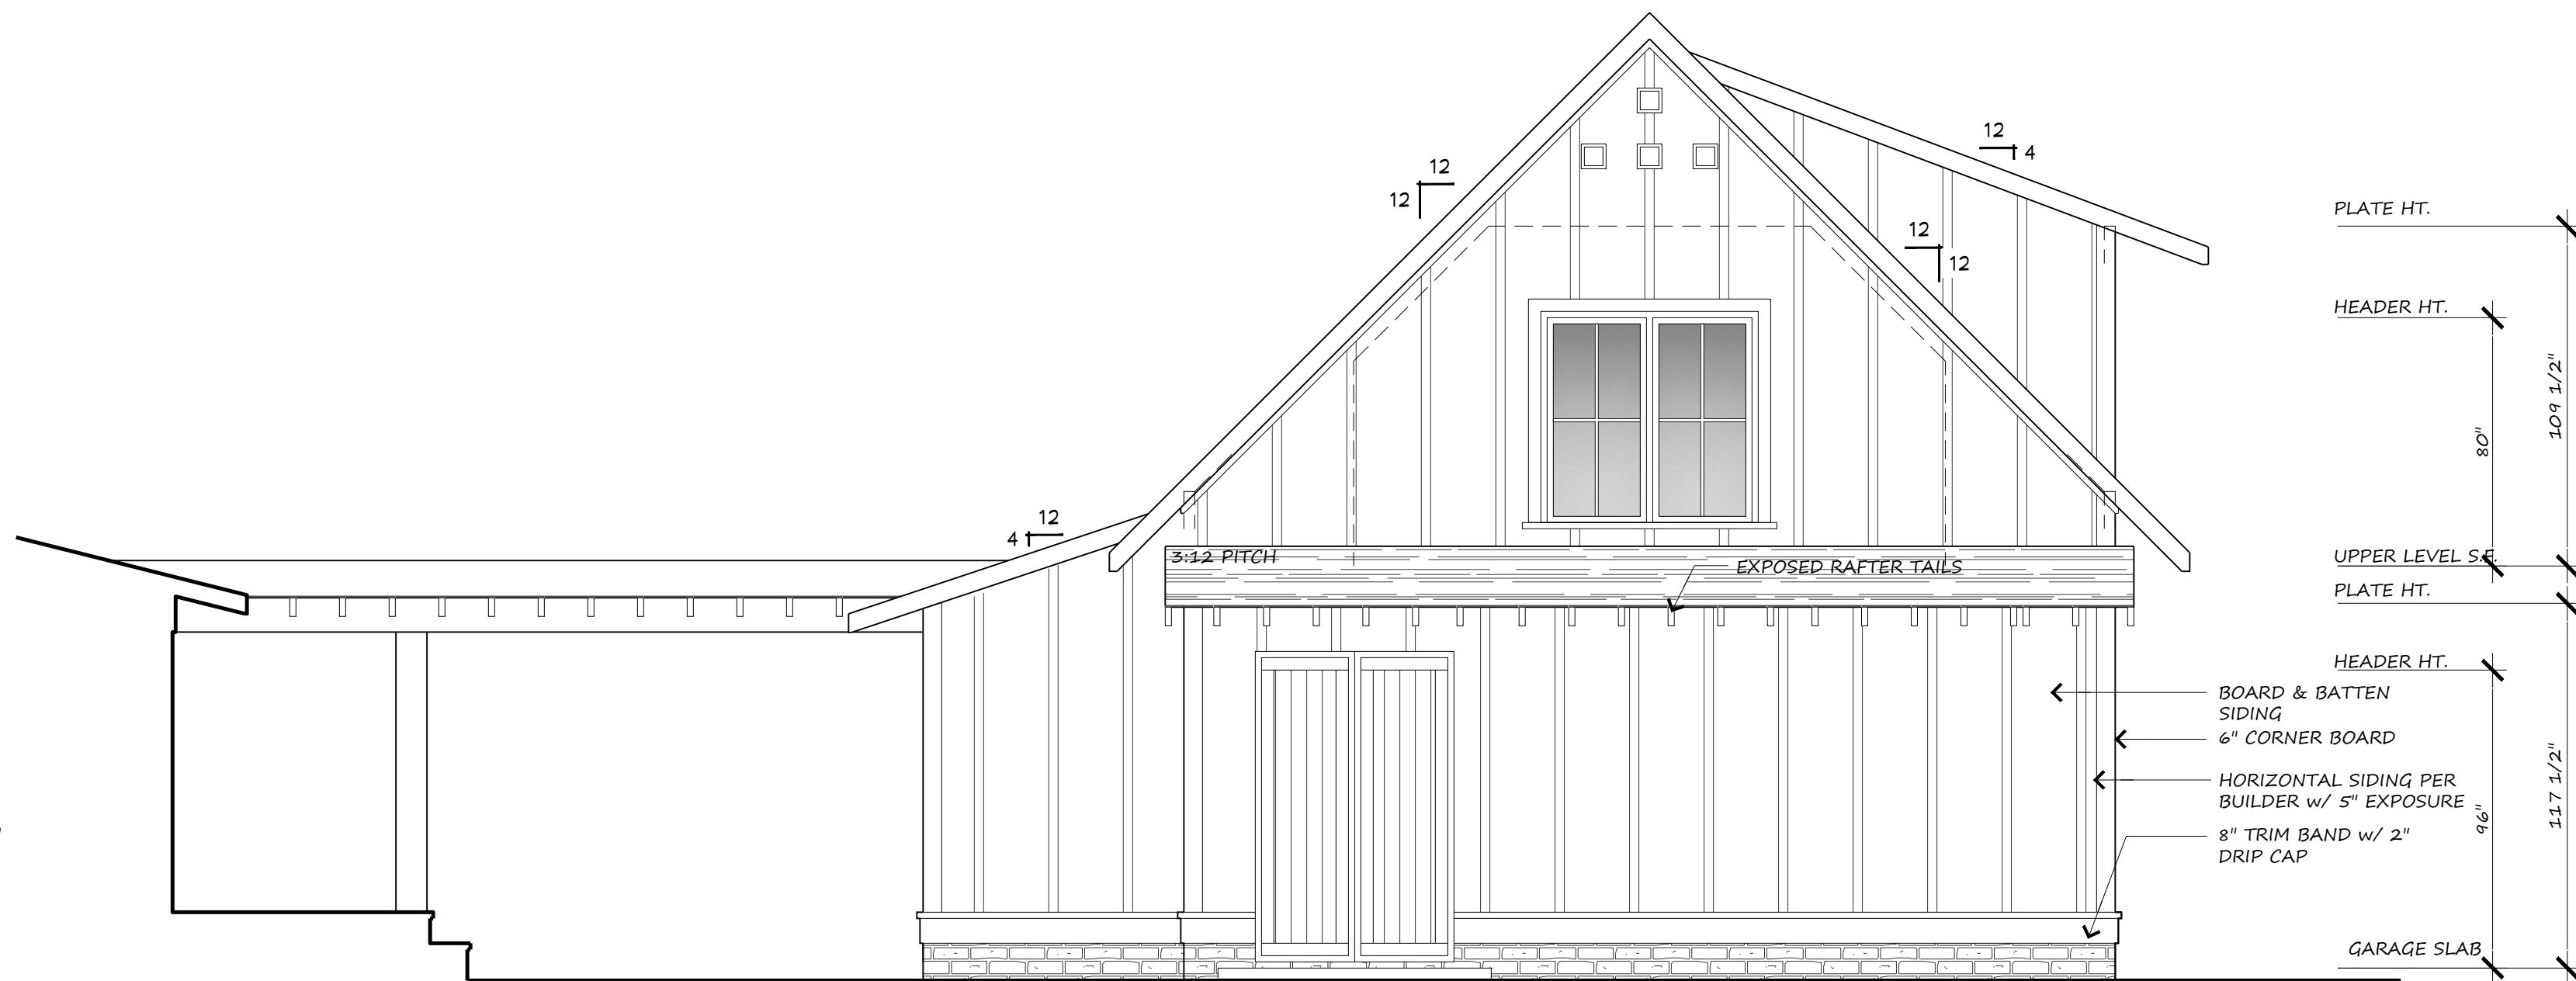 12
4
12
12
PLATE HT.
12
12
HEADER HT.
109 1/2"
80"
12
4
3:12 PITCH
EXPOSED RAFTER TAILS
UPPER LEVEL S.F.
PLATE HT.
HEADER HT.
BOARD & BATTEN
SIDING
6" CORNER BOARD
HORIZONTAL SIDING PER
BUILDER w/ 5" EXPOSURE
8" TRIM BAND w/ 2"
DRIP CAP
96"
117 1/2"
GARAGE SLAB